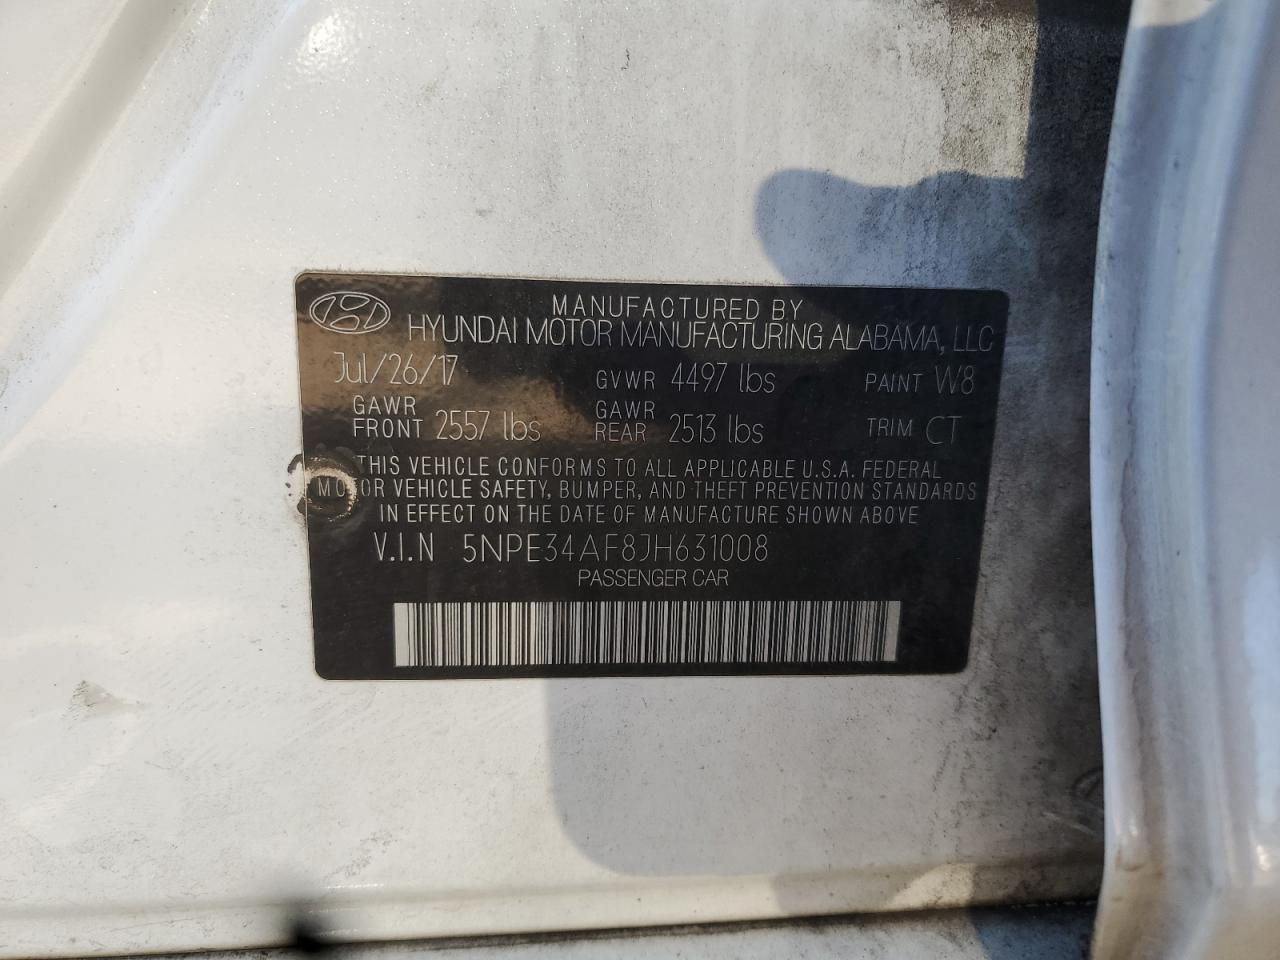 MANUFACTURED BY
HYUNDAI MOTOR MANUFACTURING ALABAMA, LLC
Jul/26/17 GVWR 4497 lbs PAINT W8
GAWR FRONT 2557 lbs GAWR REAR 2513 lbs TRIM CT
THIS VEHICLE CONFORMS TO ALL APPLICABLE U.S.A. FEDERAL
MOTOR VEHICLE SAFETY, BUMPER, AND THEFT PREVENTION STANDARDS
IN EFFECT ON THE DATE OF MANUFACTURE SHOWN ABOVE
V.I.N 5NPE34AF8JH631008
PASSENGER CAR